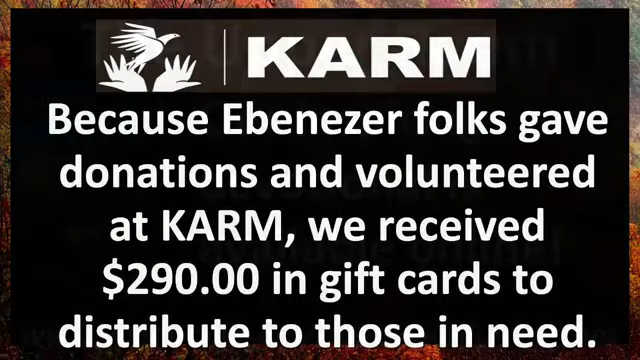 KARM
Because Ebenezer folks gave
donations and volunteered
at KARM, we received
$290.00 in gift cards to
distribute to those in need.